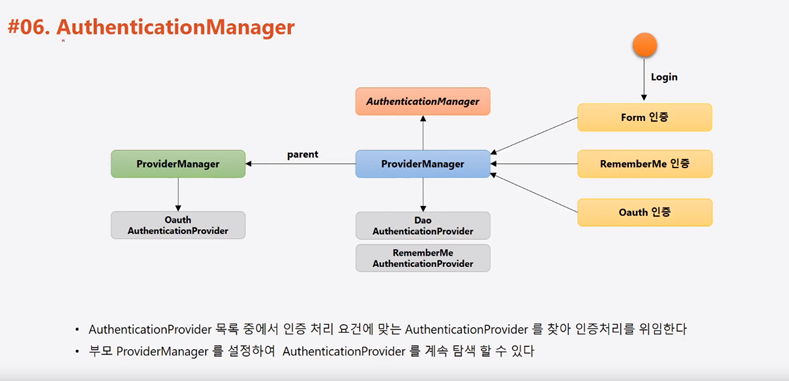 #06. AuthenticationManager
Login
AuthenticationManager
Form 인증
parent
ProviderManager
ProviderManager
RememberMe 인증
Oauth
AuthenticationProvider
Dao
AuthenticationProvider
Oauth 인증
RememberMe
AuthenticationProvider
• AuthenticationProvider 목록 중에서 인증 처리 요건에 맞는 AuthenticationProvider 를 찾아 인증처리를 위임한다
• 부모 ProviderManager 를 설정하여 AuthenticationProvider 를 계속 탐색 할 수 있다